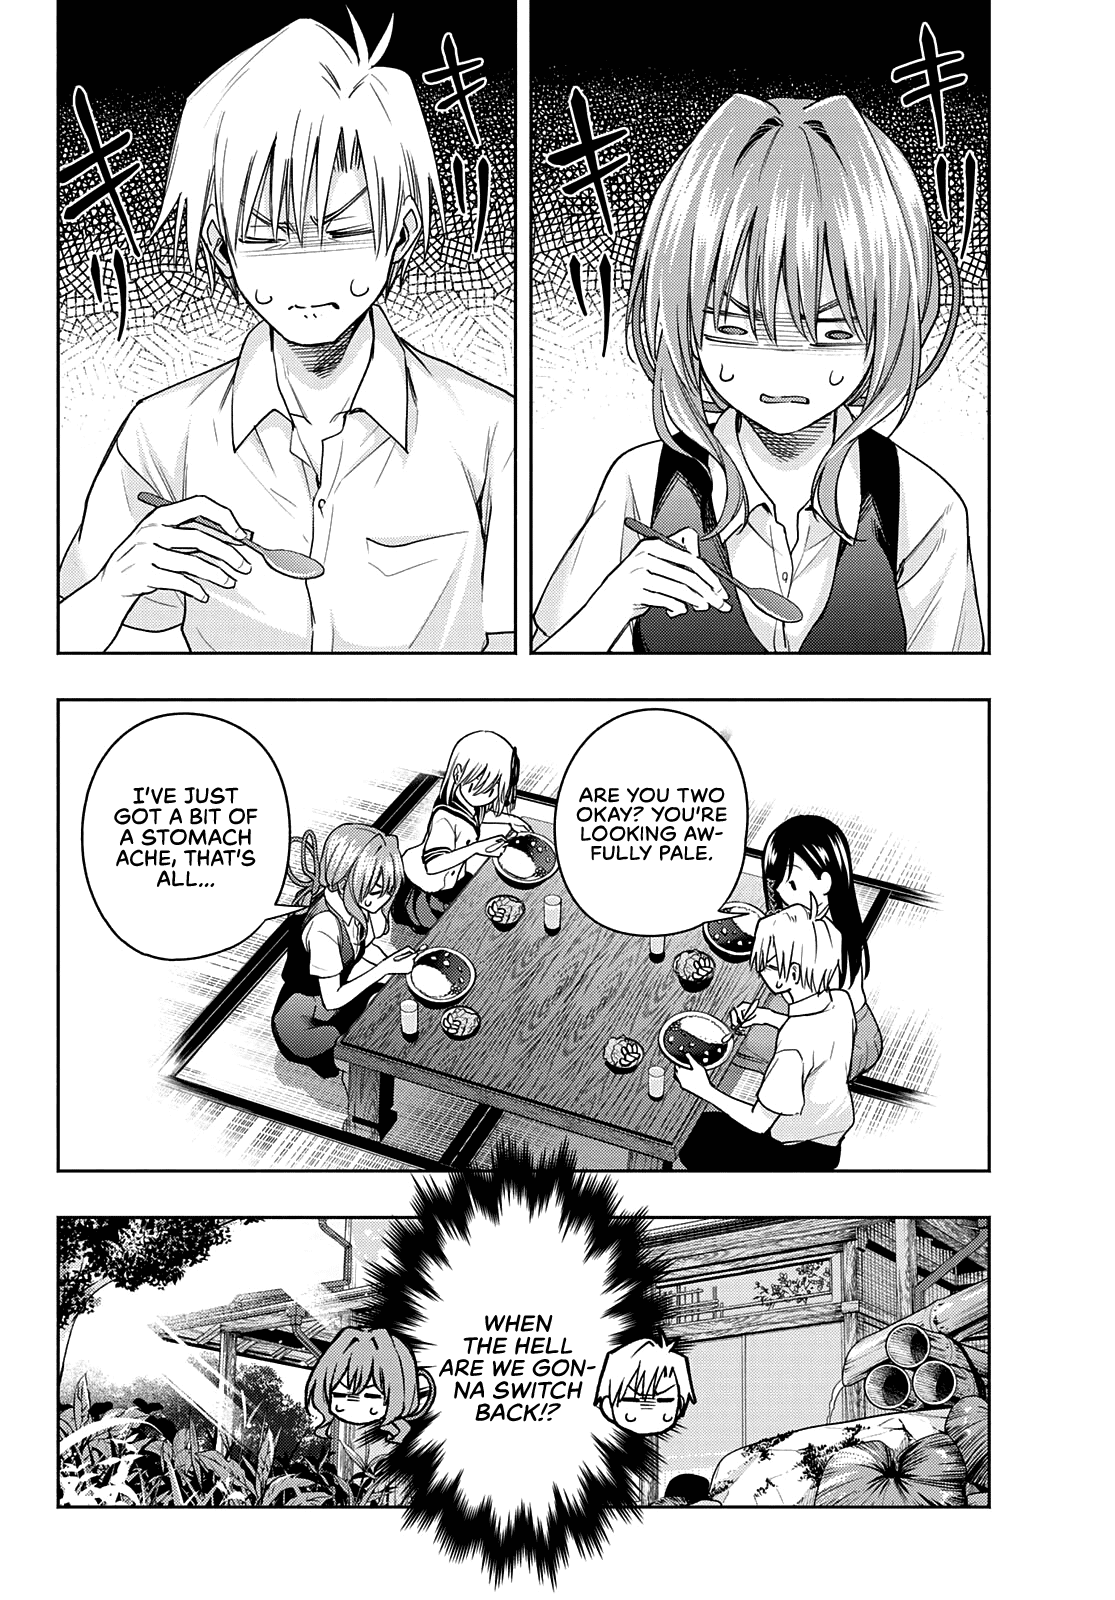 キリ
キリ
キリ
キリ
ARE YOU TWO
OKAY? YOU'RE
LOOKING AW-
FULLY PALE.
I'VE JUST
GOT A BIT OF
A STOMACH
ACHE, THAT'S
ALL...
WHEN
THE HELL
ARE WE GON-
NA SWITCH
BACK!?